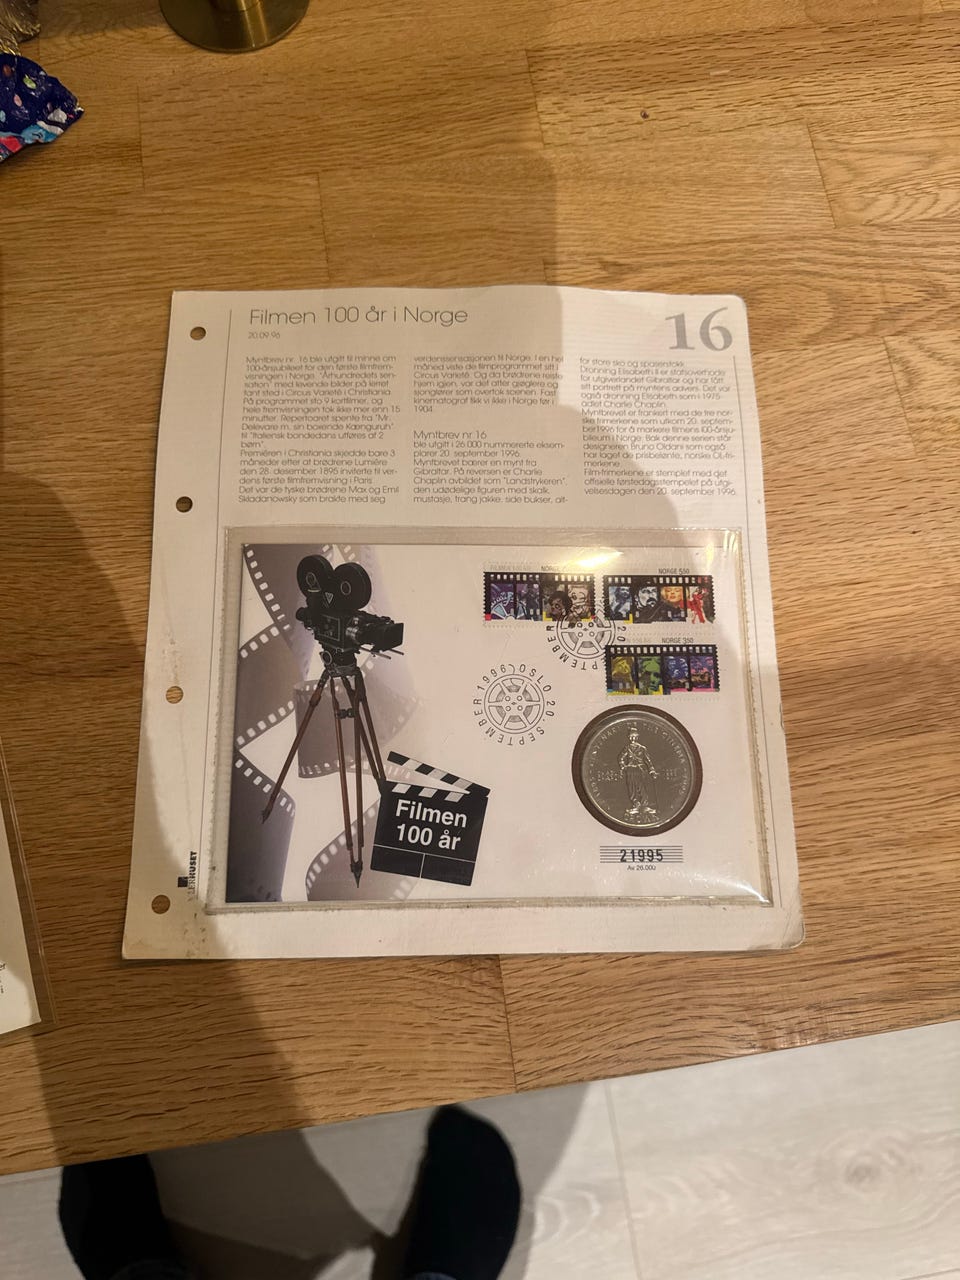 Filmen 100 år i Norge
20.09.96
16
Myntbrev nr. 16 ble utgitt til minne om
100-årsjubileet for den første filmfrem-
visningen i Norge. "Århundredets sen-
sation" med levende bilder på lerret
fant sted i Circus Varieté i Christiania.
På programmet sto 9 kortfilmer, og
hele fremvisningen tok ikke mer enn 15
minutter. Repertoaret spente fra "Mr.
Delevare m. sin boxende Kænguruh"
til "Italiensk bondedans utføres af 2
børn".
Premiéren i Christiania skjedde bare 3
måneder etter at brødrene Lumiére
den 28. desember 1895 inviterte til ver-
dens første filmfremvisning i Paris.
Det var de tyske brødrene Max og Emil
Skladanowsky som brakte med seg
verdenssensasjonen til Norge. I en hel
måned viste de filmprogrammet sitt i
Circus Varieté. Og da brødrene reiste
hjem igjen, var det atter gjøglere og
sjonglører som overtok scenen. Fast
kinematograf fikk vi ikke i Norge før i
1904.
Myntbrev nr 16
ble utgitt i 26 000 nummererte eksem-
plarer 20. september 1996.
Myntbrevet bærer en mynt fra
Gibraltar. På reversen er Charlie
Chaplin avbildet som "Landstrykeren",
den udødelige figuren med skalk,
mustasje, trang jakke, side bukser, alt-
for store sko og spaserstokk.
Dronning Elisabeth II er statsoverhode
for utgiverlandet Gibraltar og har fått
sitt portrett på myntens advers. Det var
også dronning Elisabeth som i 1975
adlet Charlie Chaplin.
Myntbrevet er frankert med de tre nor-
ske frimerkene som utkom 20. septem-
ber1996 for å markere filmens 100-årsju-
bileum i Norge. Bak denne serien står
designeren Bruno Oldani som også
har laget de prisbelønte, norske OL-fri-
merkene.
Film-frimerkene er stemplet med det
offisielle førstedagsstempelet på utgi-
velsesdagen den 20. september 1996.
NORGE
NORGE 5.50
NORGE 3.50
OSLO 20. SEPTEMBER 1996
Filmen
100 år
21995
Av 26.000